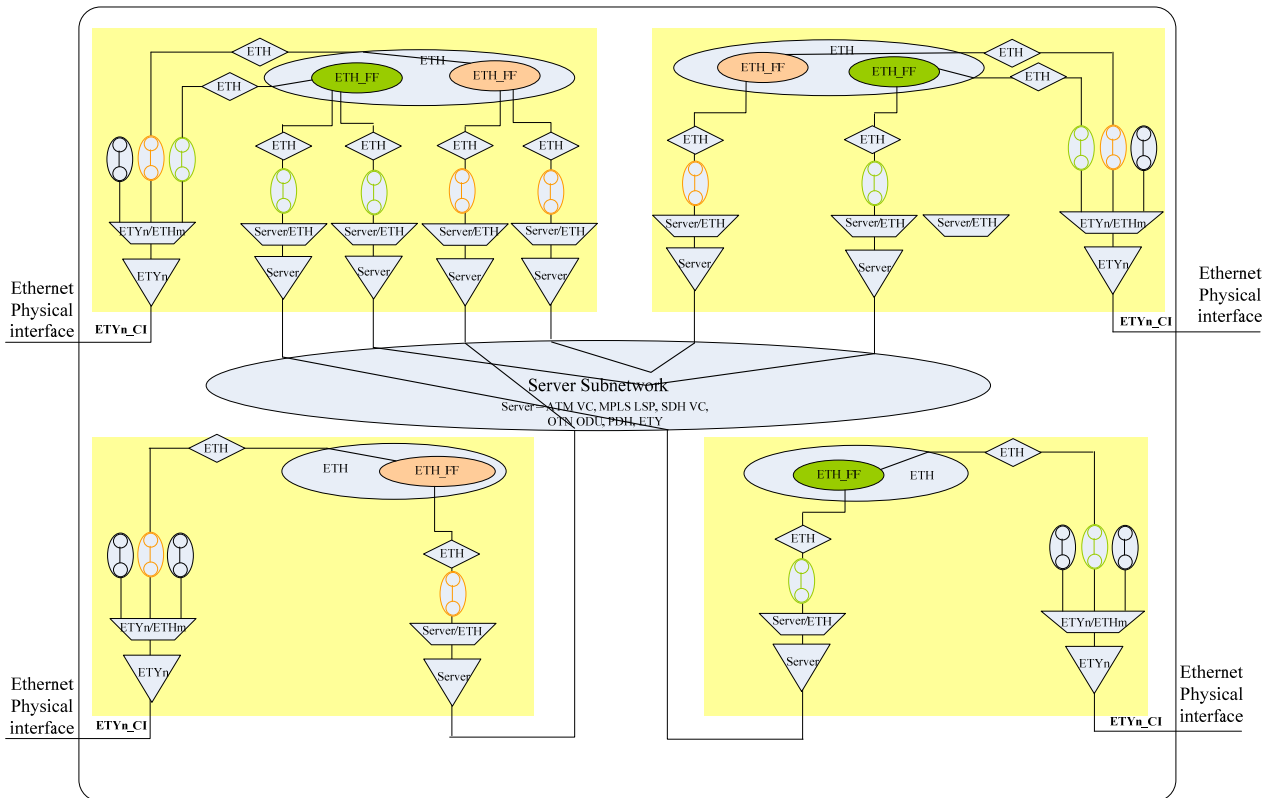 ETH
ETH
ETH
ETH_FF
ETH_FF
ETH
ETH
ETH
ETH
ETYn/ETHm
Server/ETH
Server/ETH
Server/ETH
Server/ETH
ETYn
Server
Server
Server
Server
Ethernet
Physical
interface
ETYn_CI
ETH
ETH_FF
ETH_FF
ETH
ETH
ETH
ETH
Server/ETH
Server/ETH
Server/ETH
ETYn/ETHm
Server
Server
ETYn
Ethernet
Physical
interface
ETYn_CI
Server Subnetwork
Server – ATM VC, MPLS LSP, SDH VC,
OTN ODU, PDH, ETY
ETH
ETH
ETH_FF
ETH
ETYn/ETHm
Server/ETH
ETYn
Server
Ethernet
Physical
interface
ETYn_CI
ETH_FF
ETH
ETH
ETH
Server/ETH
ETYn/ETHm
Server
ETYn
Ethernet
Physical
interface
ETYn_CI